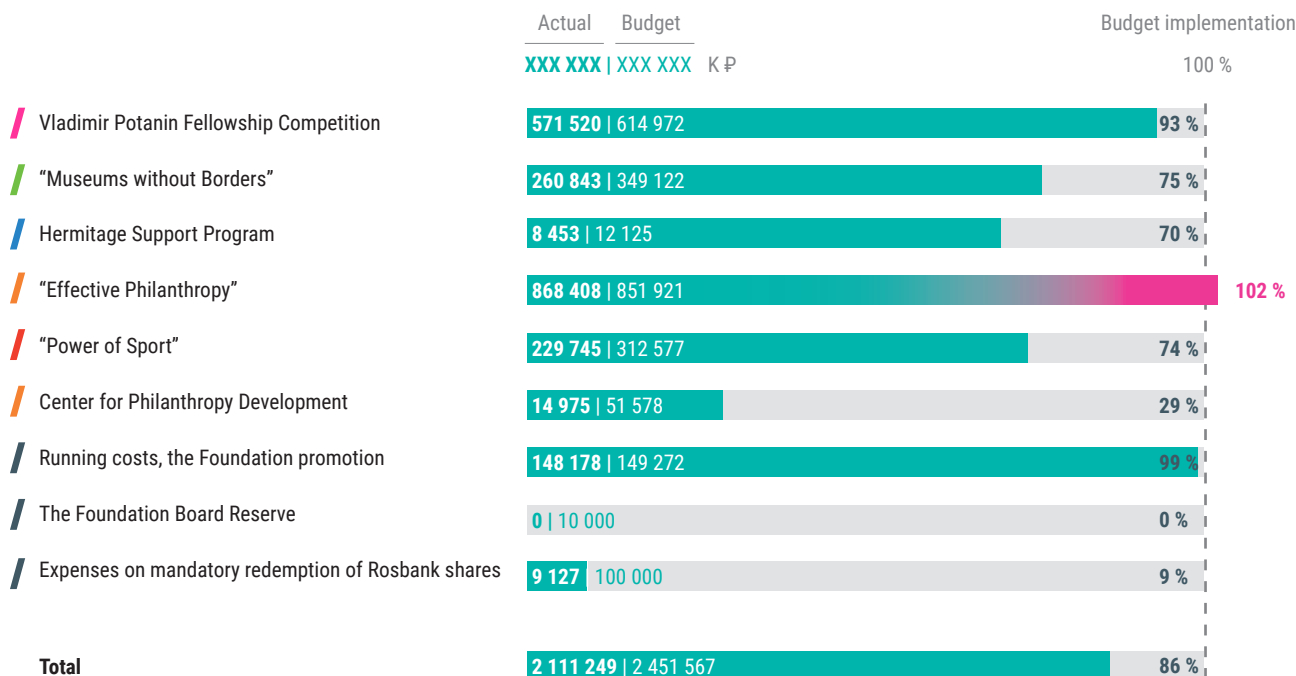 Actual Budget Budget implementation
XXX XXX | XXX XXX K ₽ 100 %
Vladimir Potanin Fellowship Competition 571 520 | 614 972 93 %
“Museums without Borders” 260 843 | 349 122 75 %
Hermitage Support Program 8 453 | 12 125 70 %
“Effective Philanthropy” 868 408 | 851 921 102 %
“Power of Sport” 229 745 | 312 577 74 %
Center for Philanthropy Development 14 975 | 51 578 29 %
Running costs, the Foundation promotion 148 178 | 149 272 99 %
The Foundation Board Reserve 0 | 10 000 0 %
Expenses on mandatory redemption of Rosbank shares 9 127 | 100 000 9 %
Total 2 111 249 | 2 451 567 86 %